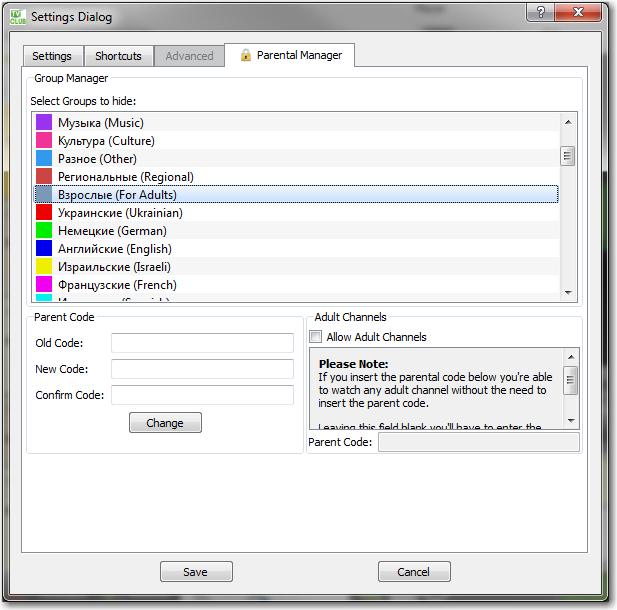 TV CLUB
Settings Dialog
Settings
Shortcuts
Advanced
Parental Manager
Group Manager
Select Groups to hide:
Музыка (Music)
Культура (Culture)
Разное (Other)
Региональные (Regional)
Взрослые (For Adults)
Украинские (Ukrainian)
Немецкие (German)
Английские (English)
Израильские (Israeli)
Французские (French)
Parent Code
Old Code:
New Code:
Confirm Code:
Change
Adult Channels
Allow Adult Channels
Please Note:
If you insert the parental code below you're able
to watch any adult channel without the need to
insert the parent code.
Leaving this field blank you'll have to enter the
Parent Code:
Save
Cancel